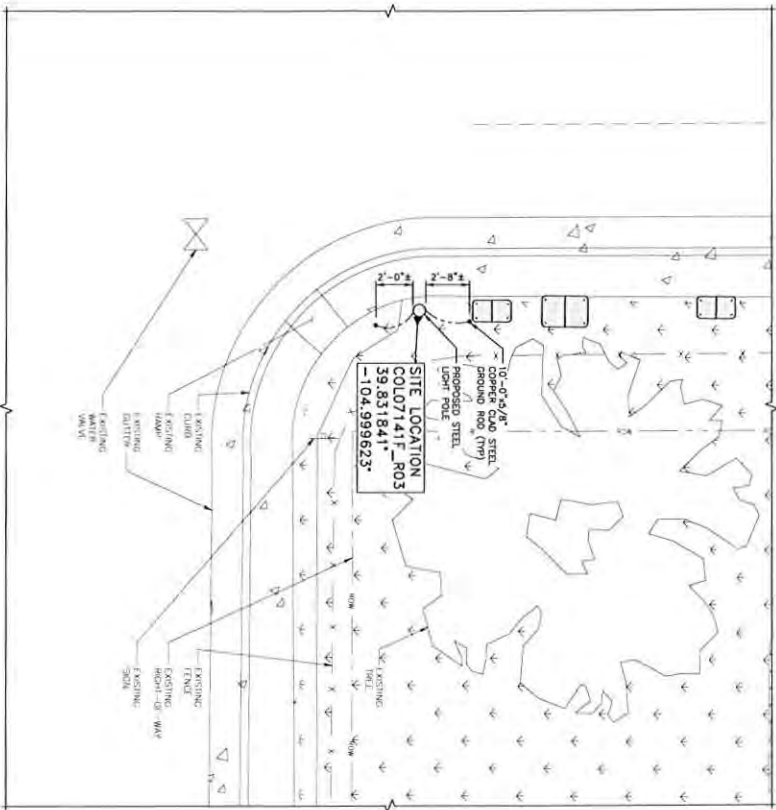 2'-0"±
2'-8"±
10'-0"x5/8"
COPPER CLAD STEEL
GROUND ROD (TYP)
PROPOSED STEEL
LIGHT POLE
SITE LOCATION
COL07141F_R03
39.831841°
-104.999623°
EXISTING
TREE
EXISTING
CURB
EXISTING
RAMP
EXISTING
GUTTER
EXISTING
WATER
VALVE
EXISTING
FENCE
EXISTING
RIGHT-OF-WAY
EXISTING
SIGN
ROW
ROW